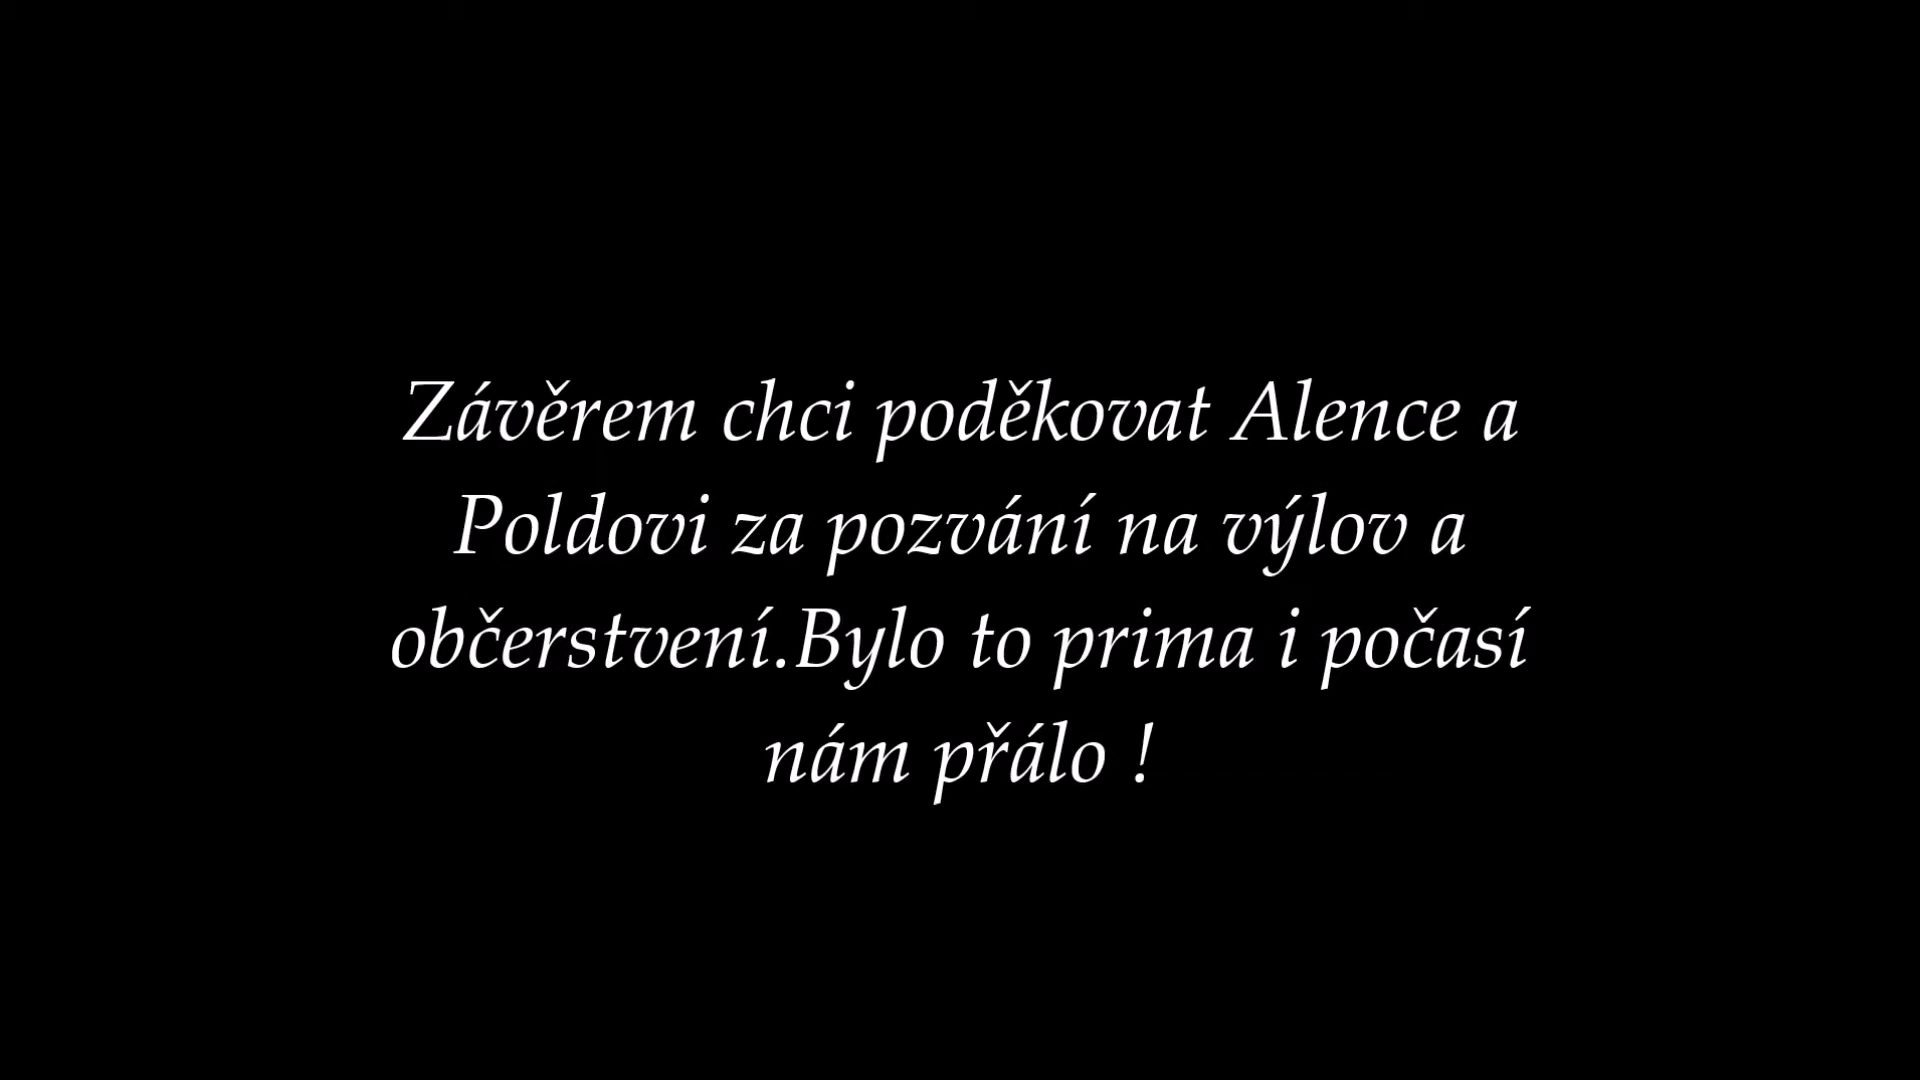 Závěrem chci poděkovat Alence a
Poldovi za pozvání na výlov a
občerstvení.Bylo to prima i počasí
nám přálo !